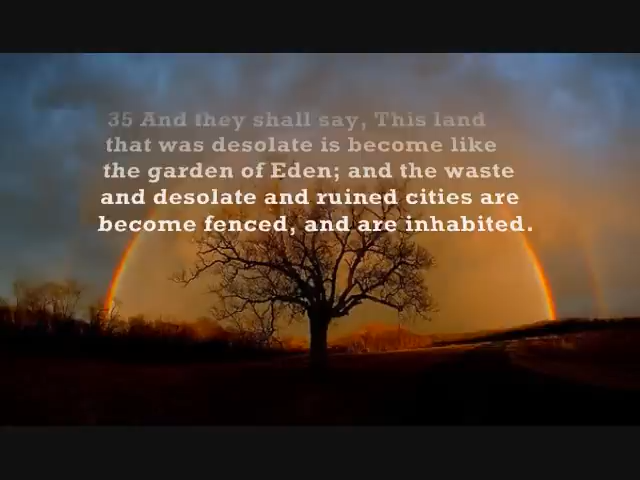 35 And they shall say, This land
that was desolate is become like
the garden of Eden; and the waste
and desolate and ruined cities are
become fenced, and are inhabited.